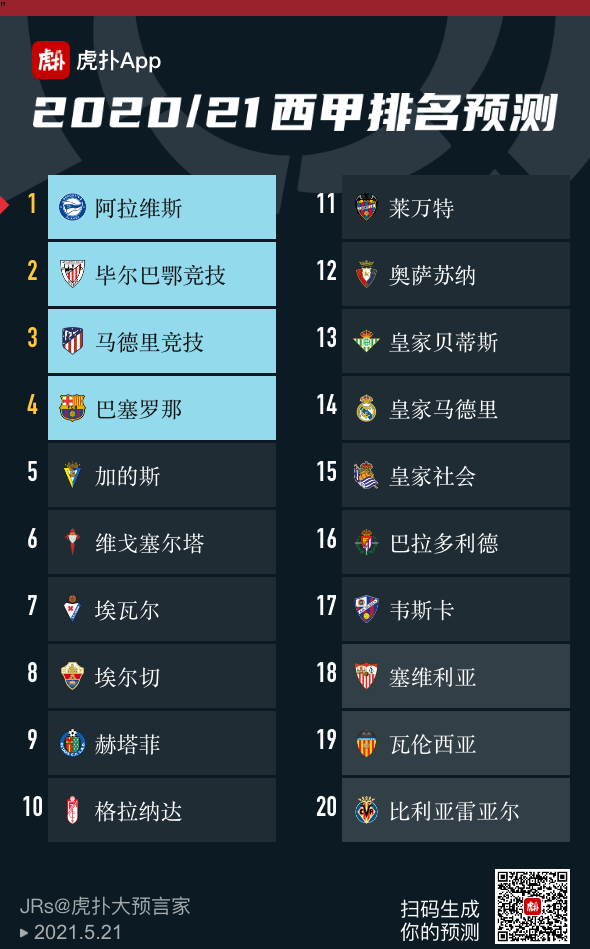 "
虎扑App
2020/21西甲排名预测
1 阿拉维斯
2 毕尔巴鄂竞技
3 马德里竞技
4 巴塞罗那
5 加的斯
6 维戈塞尔塔
7 埃瓦尔
8 埃尔切
9 赫塔菲
10 格拉纳达
11 莱万特
12 奥萨苏纳
13 皇家贝蒂斯
14 皇家马德里
15 皇家社会
16 巴拉多利德
17 韦斯卡
18 塞维利亚
19 瓦伦西亚
20 比利亚雷亚尔
JRs@虎扑大预言家
▸ 2021.5.21
扫码生成
你的预测